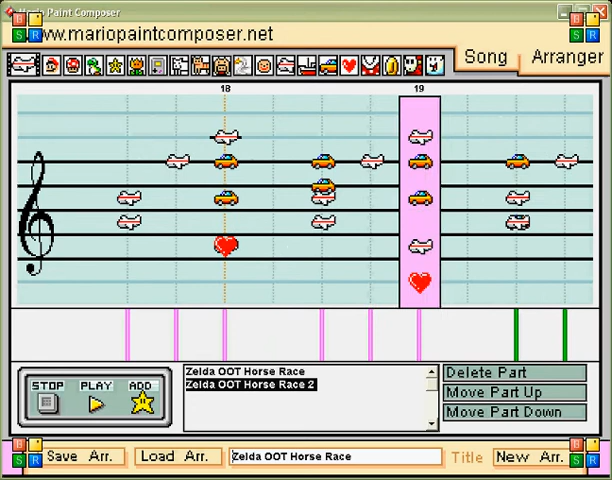 Mario Paint Composer
www.mariopaintcomposer.net
Song
Arranger
18
19
STOP
PLAY
ADD
Zelda OOT Horse Race
Zelda OOT Horse Race 2
Delete Part
Move Part Up
Move Part Down
Save Arr.
Load Arr.
Zelda OOT Horse Race
Title
New Arr.
B
S
R
B
S
R
B
S
R
B
S
R